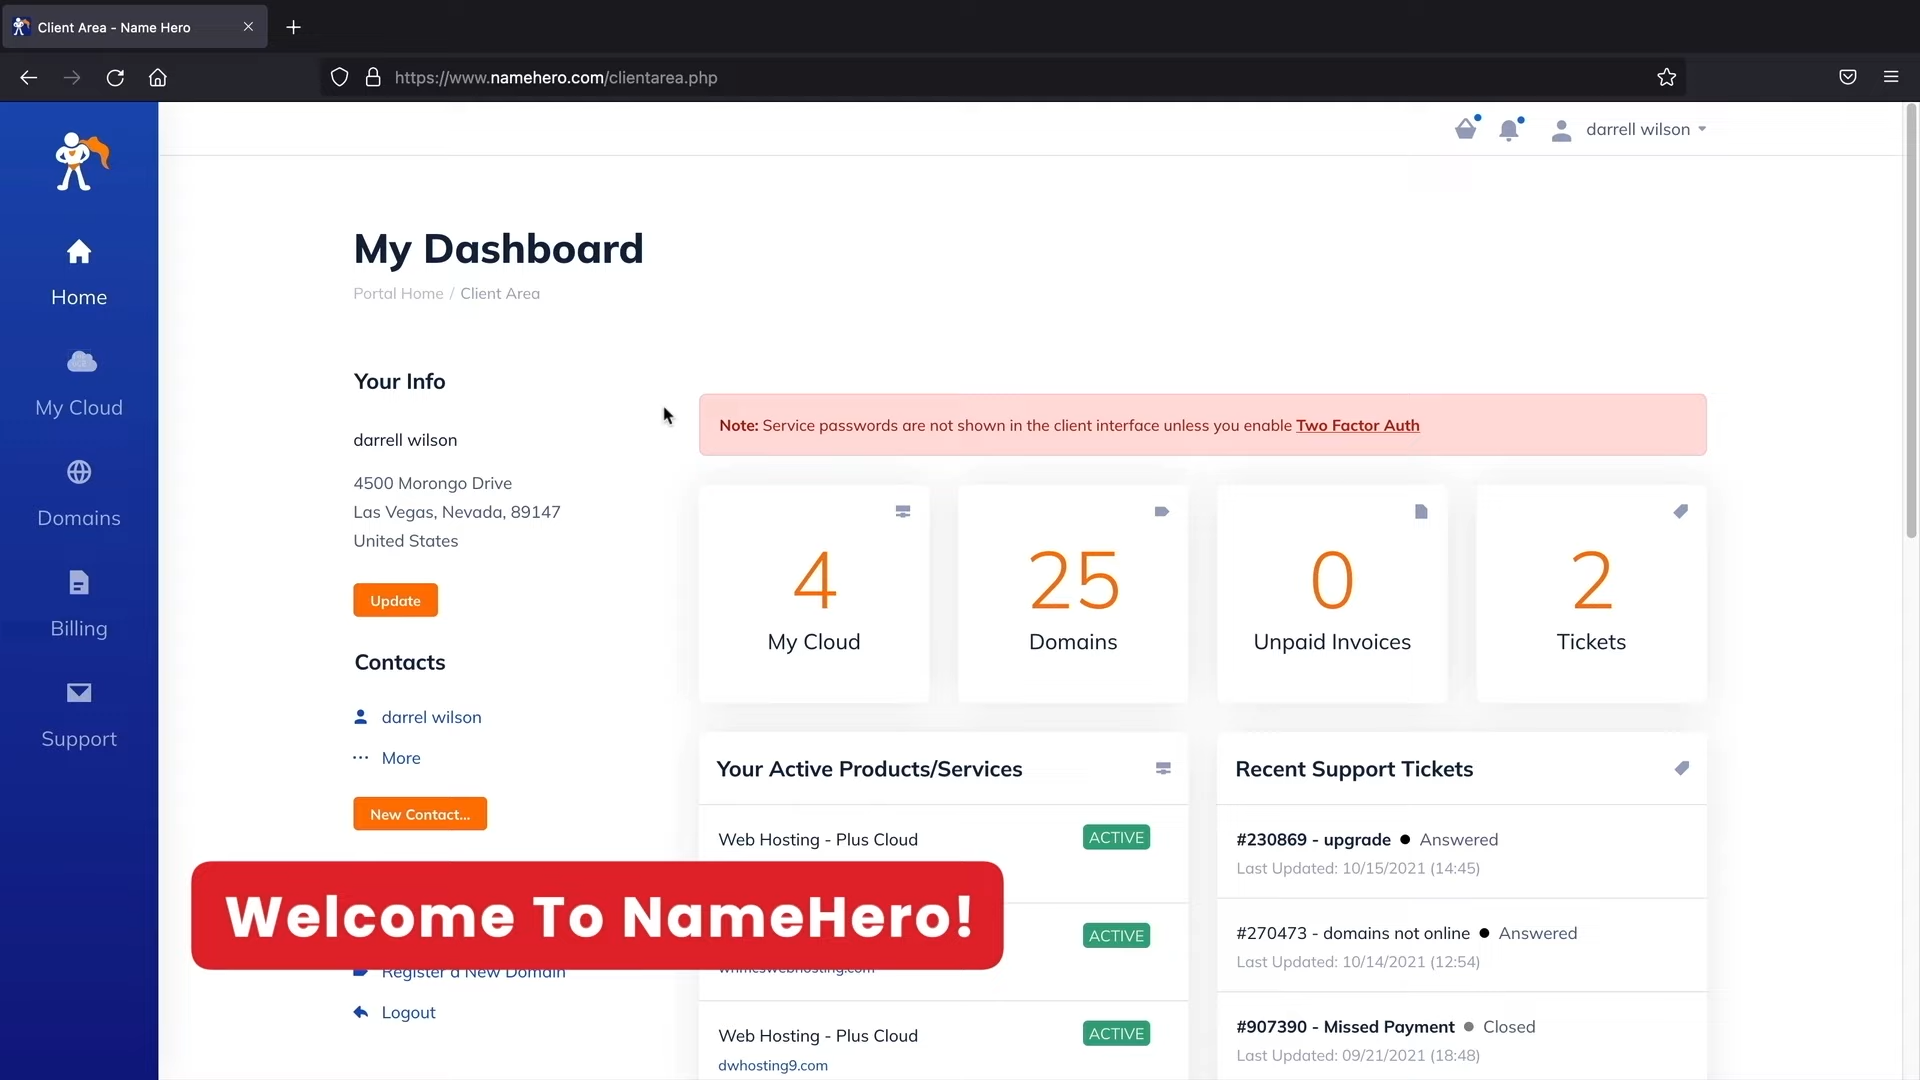 Client Area - Name Hero
https://www.namehero.com/clientarea.php
darrell wilson
Home
My Cloud
Domains
Billing
Support
My Dashboard
Portal Home / Client Area
Your Info
darrell wilson
4500 Morongo Drive
Las Vegas, Nevada, 89147
United States
Update
Contacts
darrel wilson
More
New Contact...
Register a New Domain
Logout
Note: Service passwords are not shown in the client interface unless you enable Two Factor Auth
4
My Cloud
25
Domains
0
Unpaid Invoices
2
Tickets
Your Active Products/Services
Web Hosting - Plus Cloud
ACTIVE
ACTIVE
Web Hosting - Plus Cloud
ACTIVE
dwhosting9.com
Recent Support Tickets
#230869 - upgrade ● Answered
Last Updated: 10/15/2021 (14:45)
#270473 - domains not online ● Answered
Last Updated: 10/14/2021 (12:54)
#907390 - Missed Payment ● Closed
Last Updated: 09/21/2021 (18:48)
Welcome To NameHero!